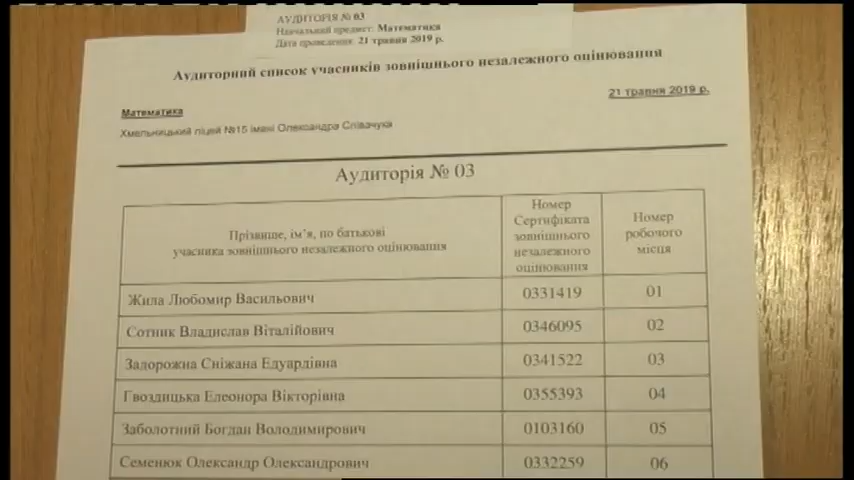 АУДИТОРІЯ № 03
Навчальний предмет: Математика
Дата проведення: 21 травня 2019 р.
Аудиторний список учасників зовнішнього незалежного оцінювання
21 травня 2019 р.
Математика
Хмельницький ліцей №15 імені Олександра Співачука
Аудиторія № 03
Прізвище, ім’я, по батькові
учасника зовнішнього незалежного оцінювання
Номер
Сертифіката
зовнішнього
незалежного
оцінювання
Номер
робочого
місця
Жила Любомир Васильович 0331419 01
Сотник Владислав Віталійович 0346095 02
Задорожна Сніжана Едуардівна 0341522 03
Гвоздицька Елеонора Вікторівна 0355393 04
Заболотний Богдан Володимирович 0103160 05
Семенюк Олександр Олександрович 0332259 06